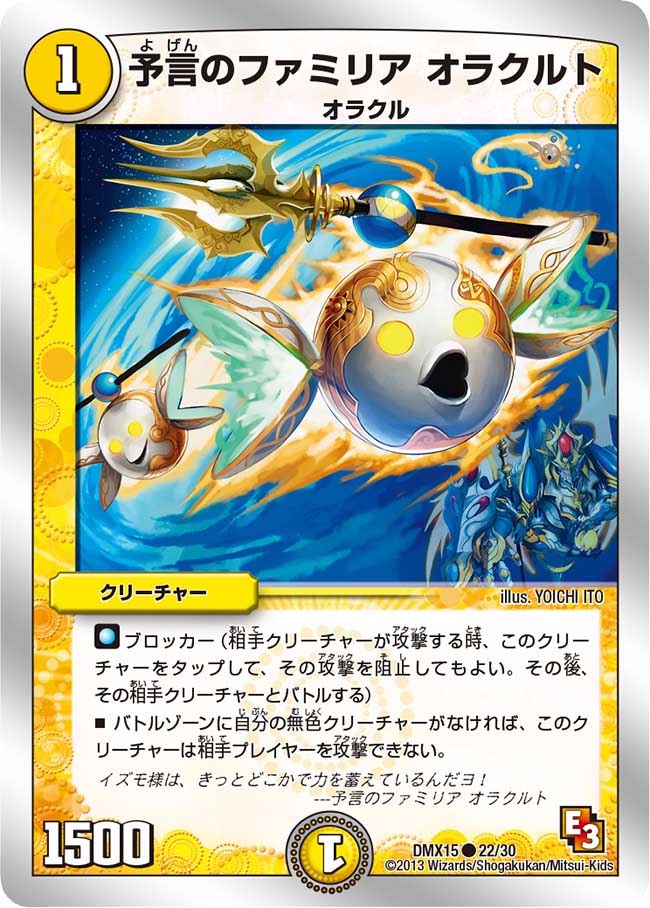 1
予言のファミリア オラクルト
よげん
オラクル
クリーチャー
illus. YOICHI ITO
ブロッカー（相手クリーチャーが攻撃する時、このクリー
チャーをタップして、その攻撃を阻止してもよい。その後、
その相手クリーチャーとバトルする）
■ バトルゾーンに自分の無色クリーチャーがなければ、このク
リーチャーは相手プレイヤーを攻撃できない。
イズモ様は、きっとどこかで力を蓄えているんだヨ！
---予言のファミリア オラクルト
1500
1
E3
DMX15 ● 22/30
©2013 Wizards/Shogakukan/Mitsui-Kids